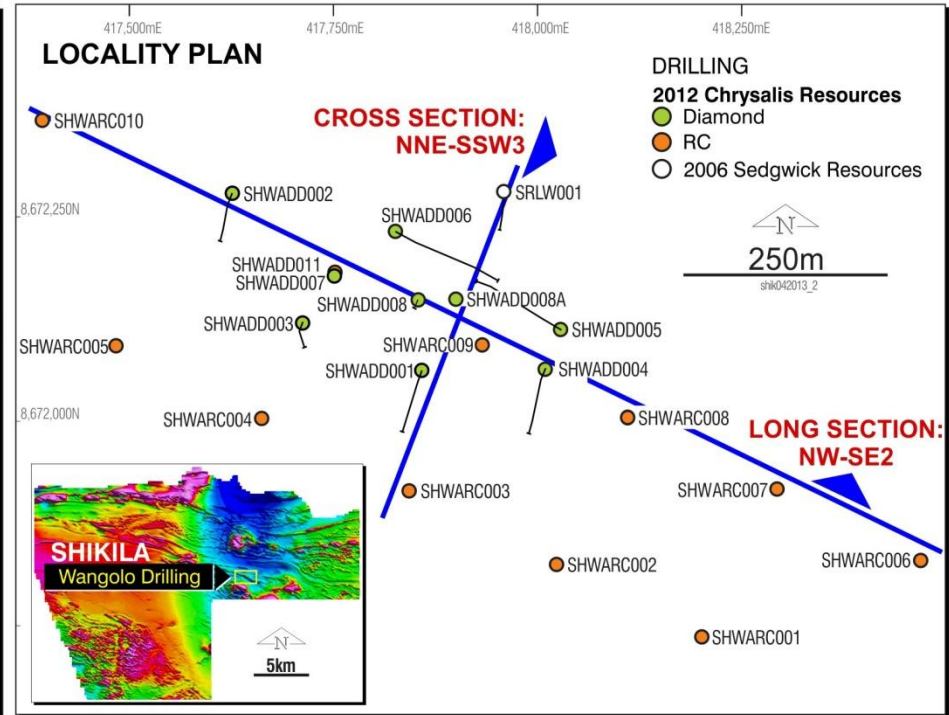 417,500mE
417,750mE
418,000mE
418,250mE
LOCALITY PLAN
DRILLING
2012 Chrysalis Resources
Diamond
RC
2006 Sedgwick Resources
CROSS SECTION:
NNE-SSW3
SHWARC010
SHWADD002
SRLW001
8,672,250N
SHWADD006
N
250m
shik042013_2
SHWADD011
SHWADD007
SHWADD008
SHWADD008A
SHWADD003
SHWADD005
SHWARC005
SHWARC009
SHWADD001
SHWADD004
8,672,000N
SHWARC004
SHWARC008
LONG SECTION:
NW-SE2
SHWARC003
SHWARC007
SHIKILA
Wangolo Drilling
SHWARC002
SHWARC006
N
5km
SHWARC001